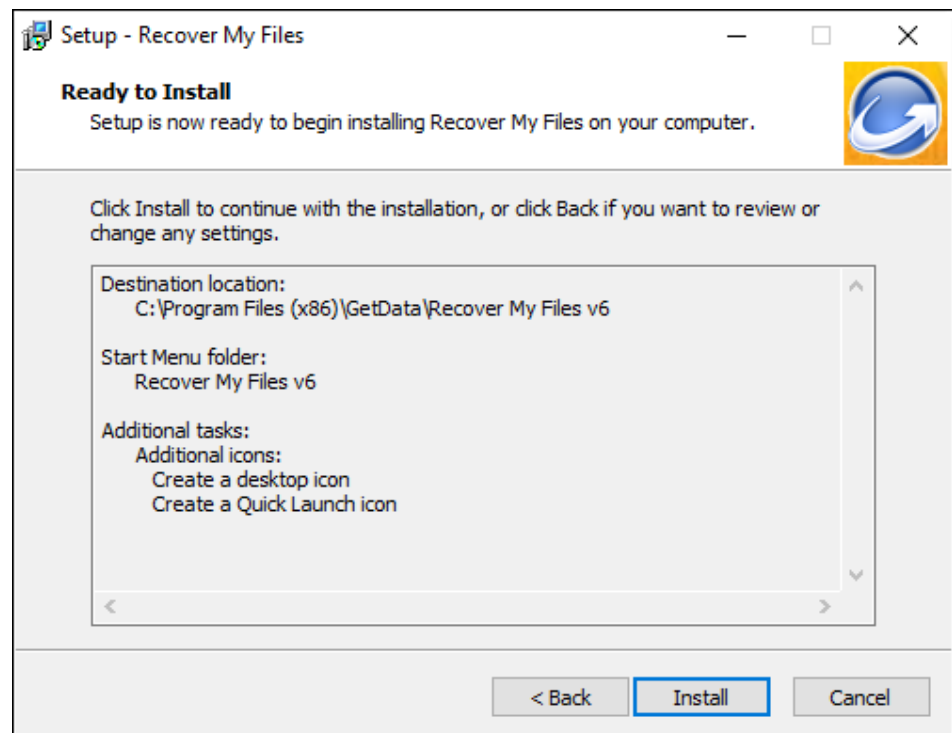 Setup - Recover My Files
Ready to Install
Setup is now ready to begin installing Recover My Files on your computer.
Click Install to continue with the installation, or click Back if you want to review or
change any settings.
Destination location:
C:\Program Files (x86)\GetData\Recover My Files v6
Start Menu folder:
Recover My Files v6
Additional tasks:
Additional icons:
Create a desktop icon
Create a Quick Launch icon
< Back Install Cancel